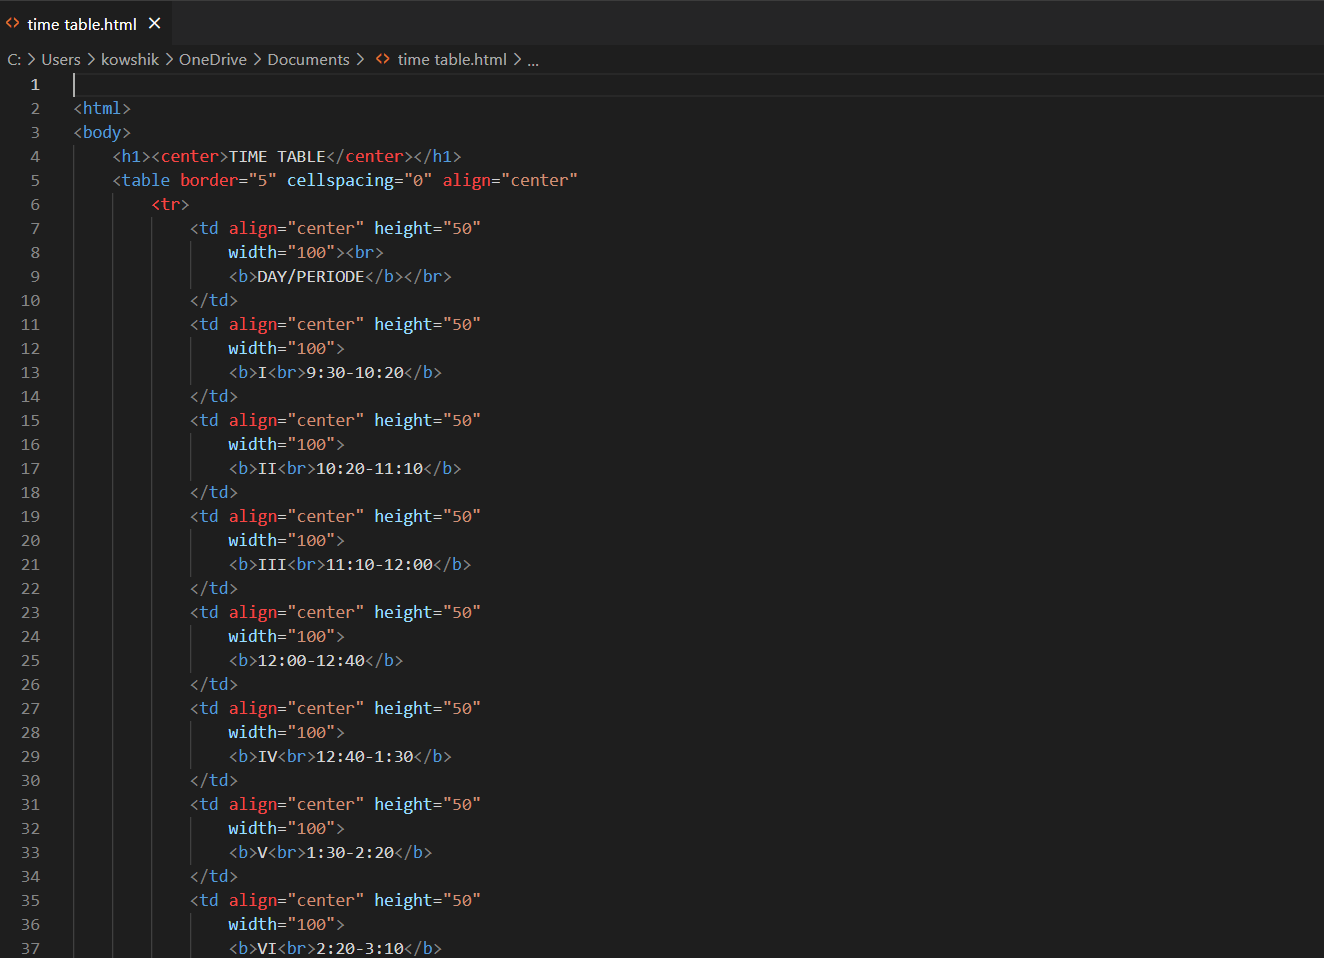 time table.html
C: > Users > kowshik > OneDrive > Documents > <> time table.html > ...
1
2 <html>
3 <body>
4 <h1><center>TIME TABLE</center></h1>
5 <table border="5" cellspacing="0" align="center"
6 <tr>
7 <td align="center" height="50"
8 width="100"><br>
9 <b>DAY/PERIODE</b></br>
10 </td>
11 <td align="center" height="50"
12 width="100">
13 <b>I<br>9:30-10:20</b>
14 </td>
15 <td align="center" height="50"
16 width="100">
17 <b>II<br>10:20-11:10</b>
18 </td>
19 <td align="center" height="50"
20 width="100">
21 <b>III<br>11:10-12:00</b>
22 </td>
23 <td align="center" height="50"
24 width="100">
25 <b>12:00-12:40</b>
26 </td>
27 <td align="center" height="50"
28 width="100">
29 <b>IV<br>12:40-1:30</b>
30 </td>
31 <td align="center" height="50"
32 width="100">
33 <b>V<br>1:30-2:20</b>
34 </td>
35 <td align="center" height="50"
36 width="100">
37 <b>VI<br>2:20-3:10</b>